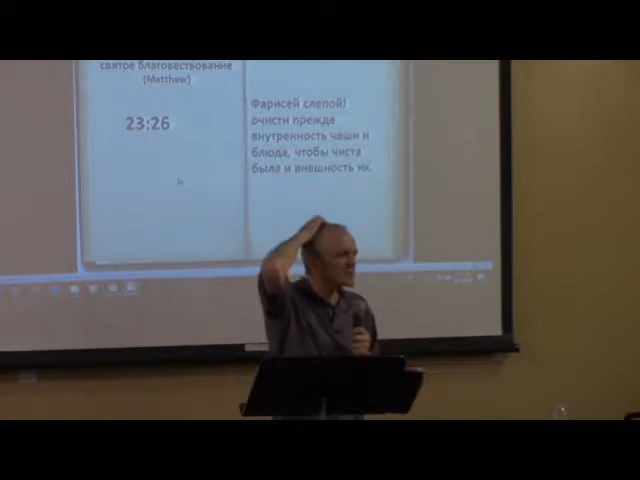 святое благовествование
(Matthew)
23:26
Фарисей слепой!
очисти прежде
внутренность чаши и
блюда, чтобы чиста
была и внешность их.